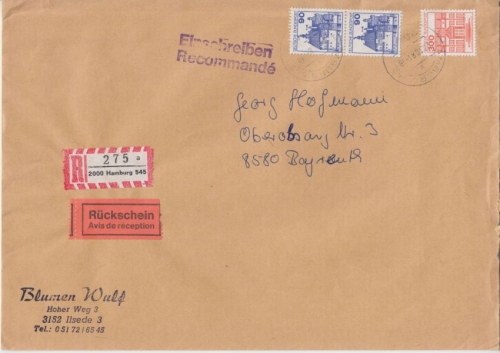 Einschreiben
Recommandé
90
90
300
Georg Hofmann
Str. 3
8580 Bayreuth
R
275 a
2000 Hamburg 545
Rückschein
Avis de réception
Blumen Wulf
Hoher Weg 3
3152 Ilsede 3
Tel.: 05172/6545